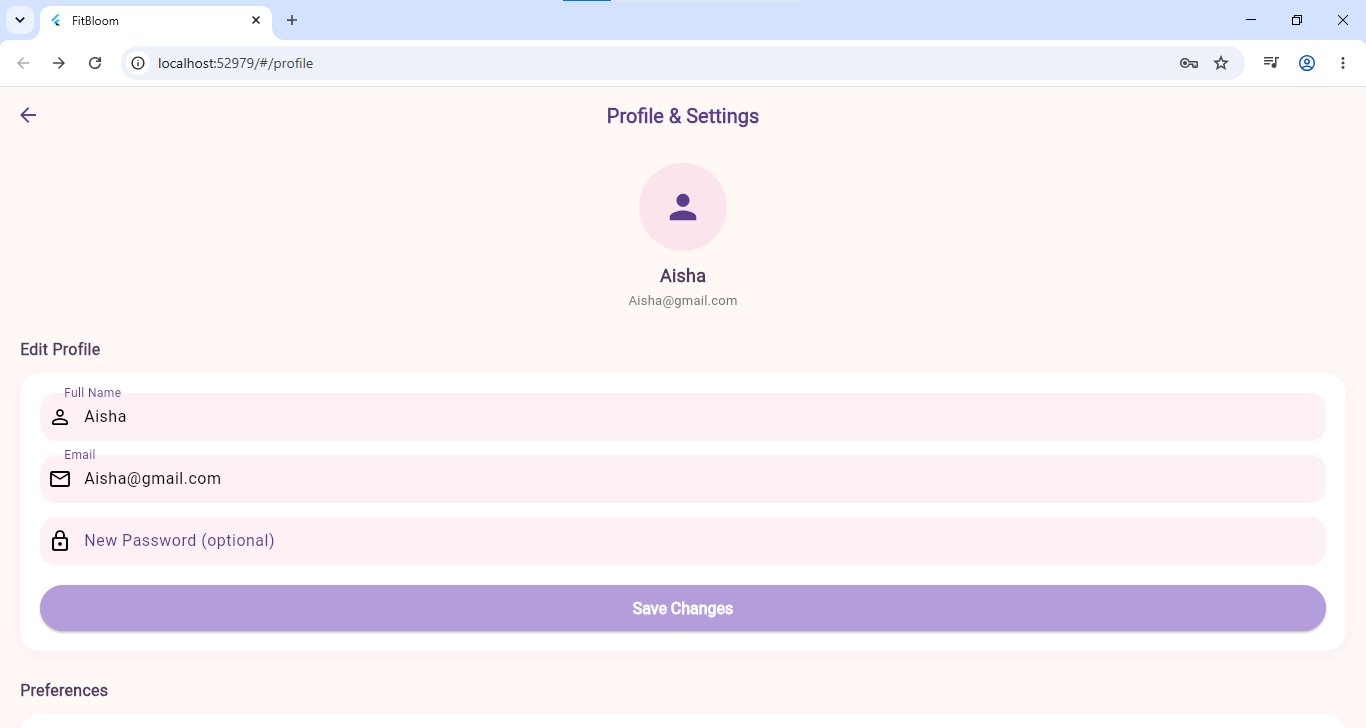 FitBloom
localhost:52979/#/profile
Profile & Settings
Aisha
Aisha@gmail.com
Edit Profile
Full Name
Aisha
Email
Aisha@gmail.com
New Password (optional)
Save Changes
Preferences